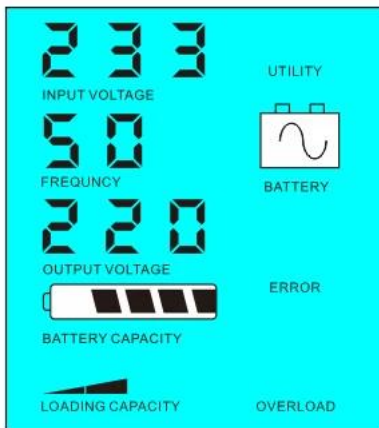 233
UTILITY
INPUT VOLTAGE
50
FREQUNCY
BATTERY
220
OUTPUT VOLTAGE
ERROR
BATTERY CAPACITY
LOADING CAPACITY
OVERLOAD